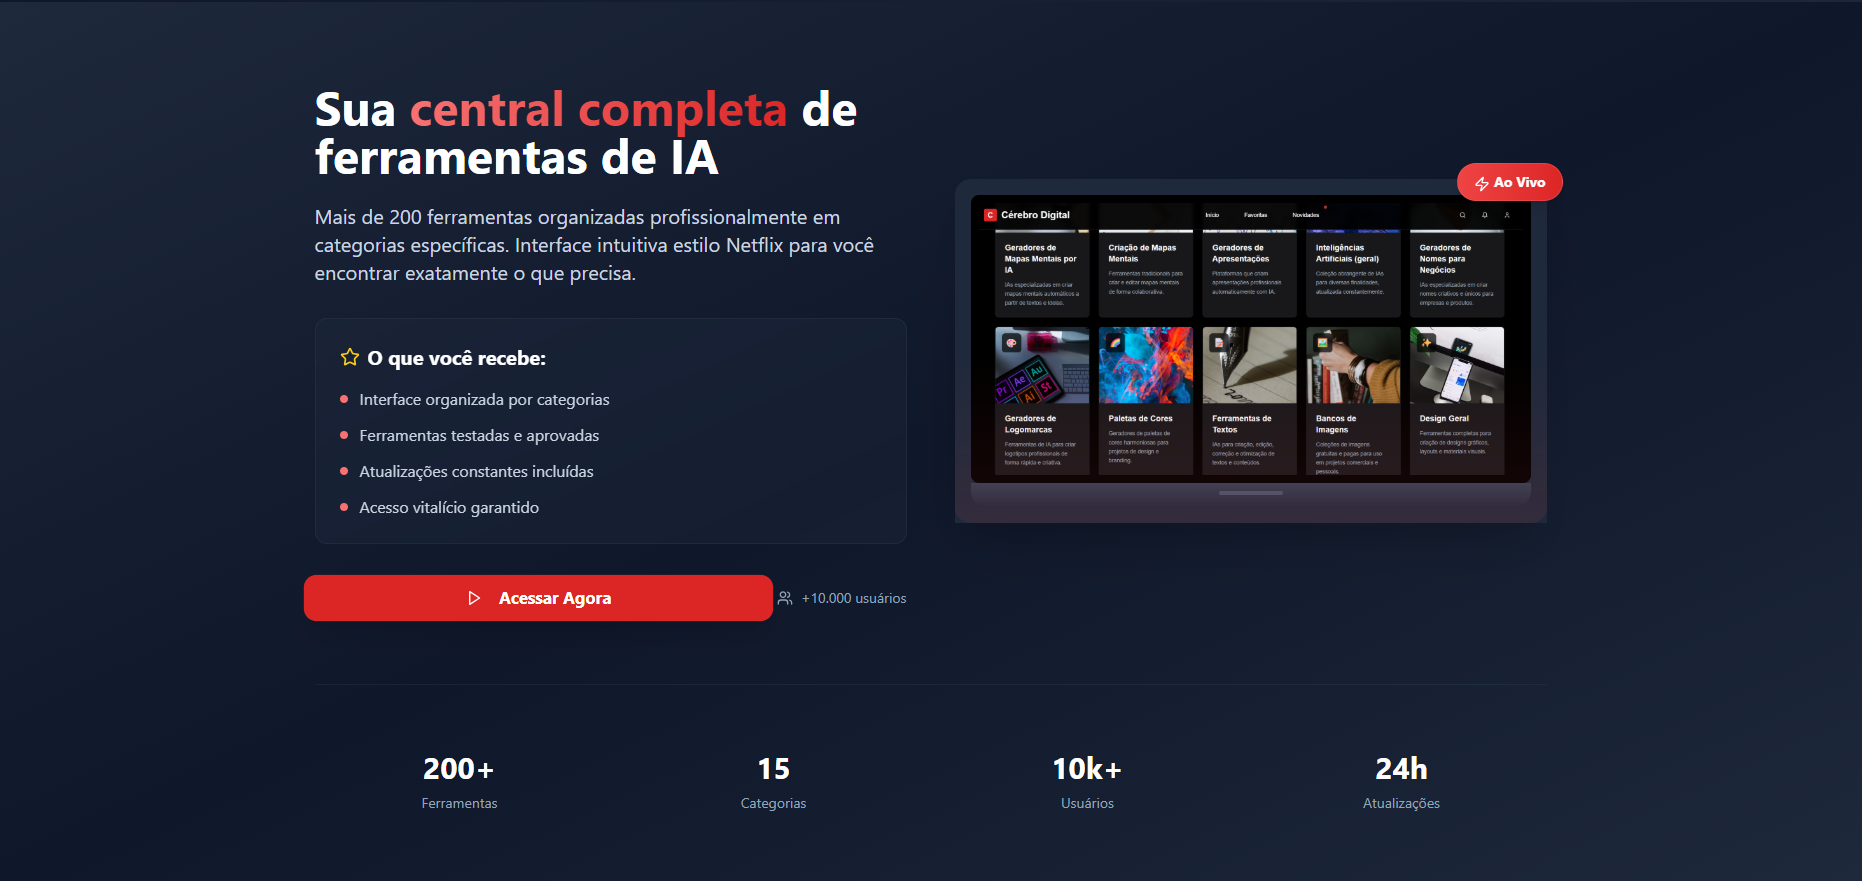 Sua central completa de
ferramentas de IA
Mais de 200 ferramentas organizadas profissionalmente em
categorias específicas. Interface intuitiva estilo Netflix para você
encontrar exatamente o que precisa.
O que você recebe:
Interface organizada por categorias
Ferramentas testadas e aprovadas
Atualizações constantes incluídas
Acesso vitalício garantido
Acessar Agora
+10.000 usuários
Ao Vivo
C Cérebro Digital
Início Favoritas Novidades
Geradores de
Mapas Mentais por
IA
IAs especializadas em criar
mapas mentais automáticos a
partir de textos e ideias.
Criação de Mapas
Mentais
Ferramentas tradicionais para
criar e editar mapas mentais
de forma colaborativa.
Geradores de
Apresentações
Plataformas que criam
apresentações profissionais
automaticamente com IA.
Inteligências
Artificiais (geral)
Coleção abrangente de IAs
para diversas finalidades,
atualizada constantemente.
Geradores de
Nomes para
Negócios
IAs especializadas em criar
nomes criativos e únicos para
empresas e produtos.
Pr Ae Au
Ai St
Geradores de
Logomarcas
Ferramentas de IA para criar
logotipos profissionais de
forma rápida e criativa.
Paletas de Cores
Geradores de paletas de
cores harmoniosas para
projetos de design e
branding.
Ferramentas de
Textos
IAs para criação, edição,
correção e otimização de
textos e conteúdos.
Bancos de
Imagens
Coleções de imagens
gratuitas e pagas para uso
em projetos comerciais e
pessoais.
Design Geral
Ferramentas completas para
criação de designs gráficos,
layouts e materiais visuais.
200+
Ferramentas
15
Categorias
10k+
Usuários
24h
Atualizações